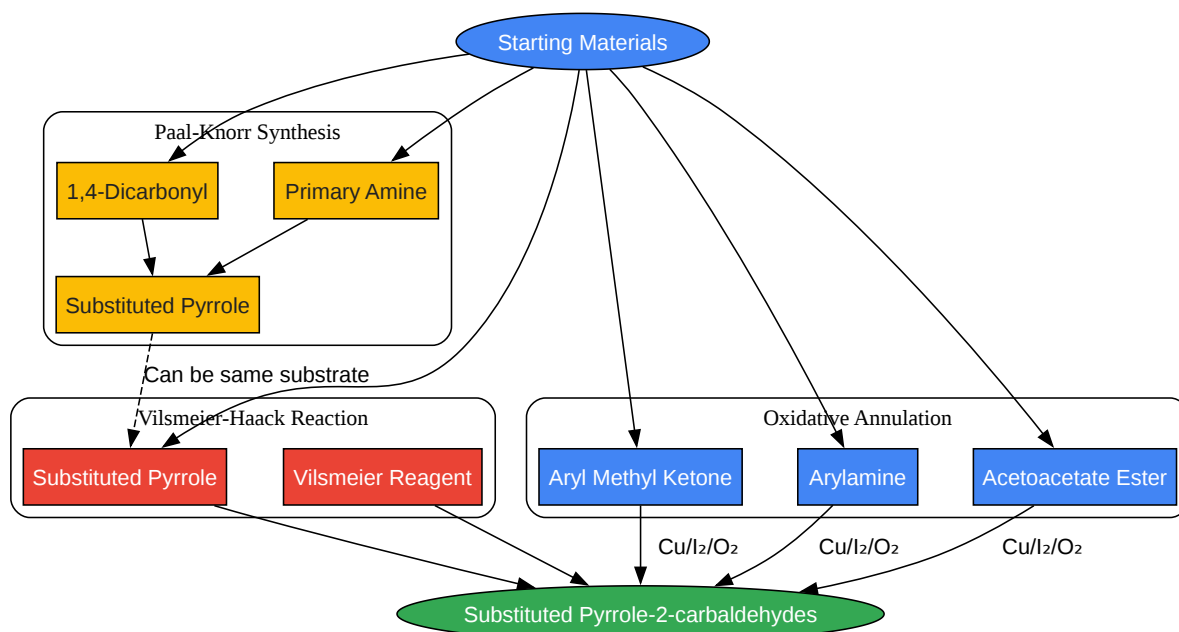 Starting Materials
Paal-Knorr Synthesis
1,4-Dicarbonyl
Primary Amine
Substituted Pyrrole
Can be same substrate
Vilsmeier-Haack Reaction
Oxidative Annulation
Substituted Pyrrole
Vilsmeier Reagent
Aryl Methyl Ketone
Arylamine
Acetoacetate Ester
Cu/I₂/O₂
Cu/I₂/O₂
Cu/I₂/O₂
Substituted Pyrrole-2-carbaldehydes